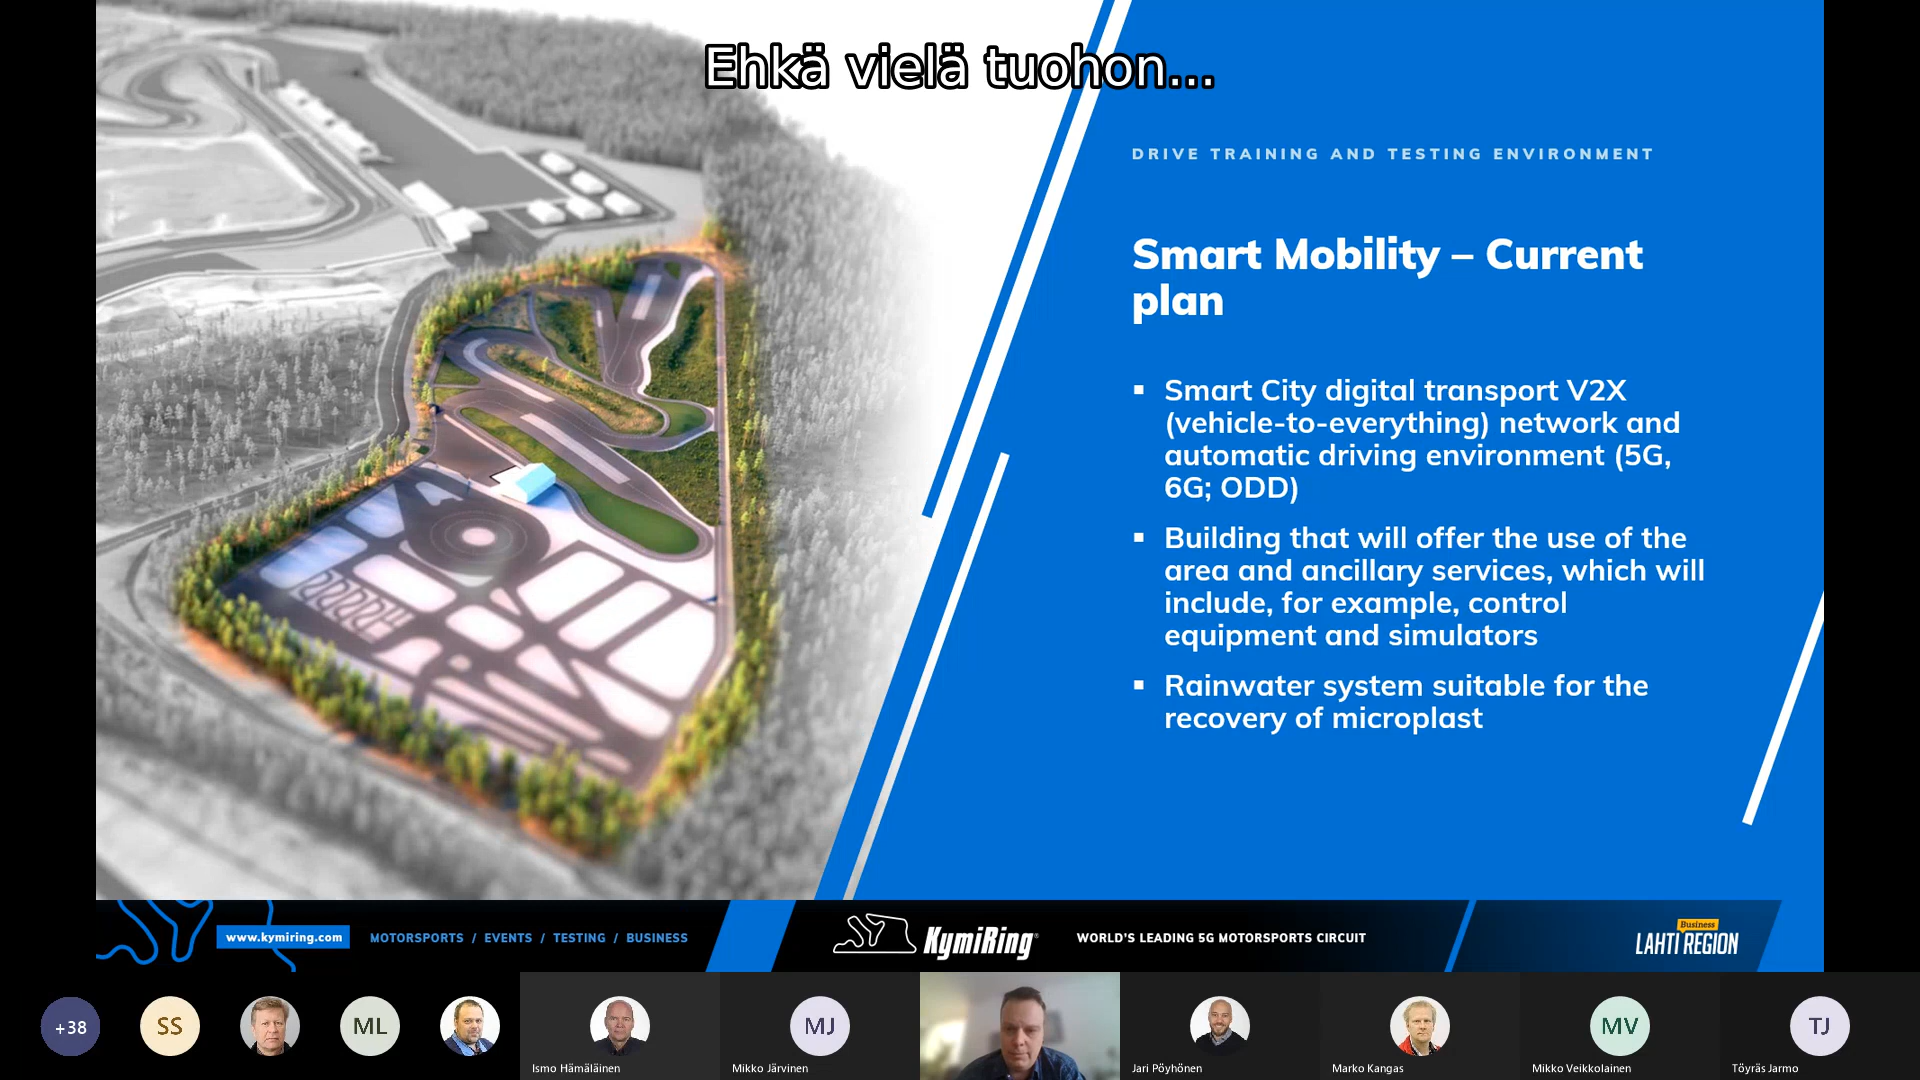 Ehkä vielä tuohon...
DRIVE TRAINING AND TESTING ENVIRONMENT
Smart Mobility – Current
plan
▪ Smart City digital transport V2X
(vehicle-to-everything) network and
automatic driving environment (5G,
6G; ODD)
▪ Building that will offer the use of the
area and ancillary services, which will
include, for example, control
equipment and simulators
▪ Rainwater system suitable for the
recovery of microplast
www.kymiring.com
MOTORSPORTS / EVENTS / TESTING / BUSINESS
KymiRing®
WORLD'S LEADING 5G MOTORSPORTS CIRCUIT
Business
LAHTI REGION
+38
SS
ML
MJ
MV
TJ
Ismo Hämäläinen
Mikko Järvinen
Jari Pöyhönen
Marko Kangas
Mikko Veikkolainen
Töyräs Jarmo